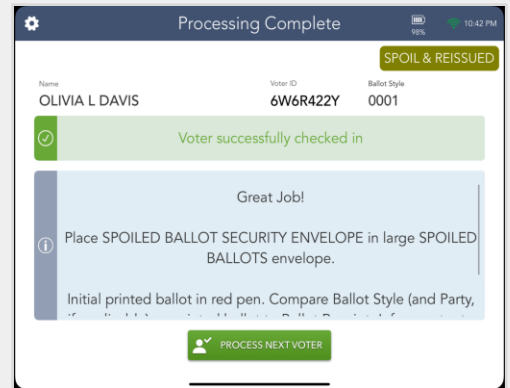 Processing Complete
98%
10:42 PM
SPOIL & REISSUED
Name Voter ID Ballot Style
OLIVIA L DAVIS 6W6R422Y 0001
Voter successfully checked in
Great Job!
Place SPOILED BALLOT SECURITY ENVELOPE in large SPOILED
BALLOTS envelope.
Initial printed ballot in red pen. Compare Ballot Style (and Party,
PROCESS NEXT VOTER